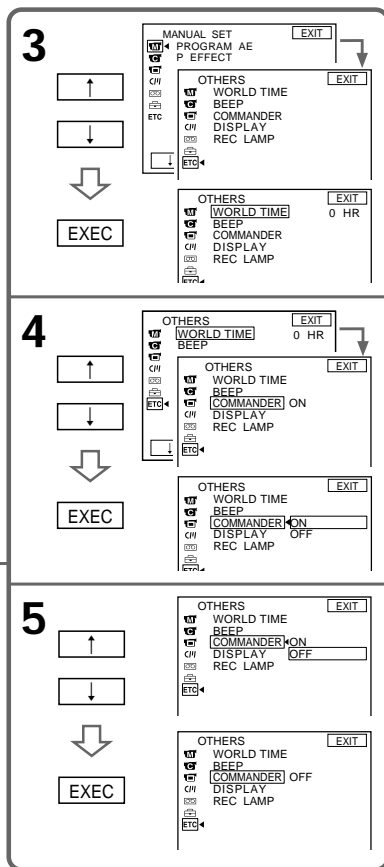 3
MANUAL SET EXIT
PROGRAM AE
P EFFECT
ETC
↑
↓
EXEC
OTHERS EXIT
WORLD TIME
BEEP
COMMANDER
DISPLAY
REC LAMP
ETC
OTHERS EXIT
WORLD TIME 0 HR
BEEP
COMMANDER
DISPLAY
REC LAMP
ETC
4
OTHERS EXIT
WORLD TIME 0 HR
BEEP
ETC
↑
↓
EXEC
OTHERS EXIT
WORLD TIME
BEEP
COMMANDER ON
DISPLAY
REC LAMP
ETC
OTHERS EXIT
WORLD TIME
BEEP
COMMANDER ON
DISPLAY OFF
REC LAMP
ETC
5
↑
↓
EXEC
OTHERS EXIT
WORLD TIME
BEEP
COMMANDER ON
DISPLAY OFF
REC LAMP
ETC
OTHERS EXIT
WORLD TIME
BEEP
COMMANDER OFF
DISPLAY
REC LAMP
ETC